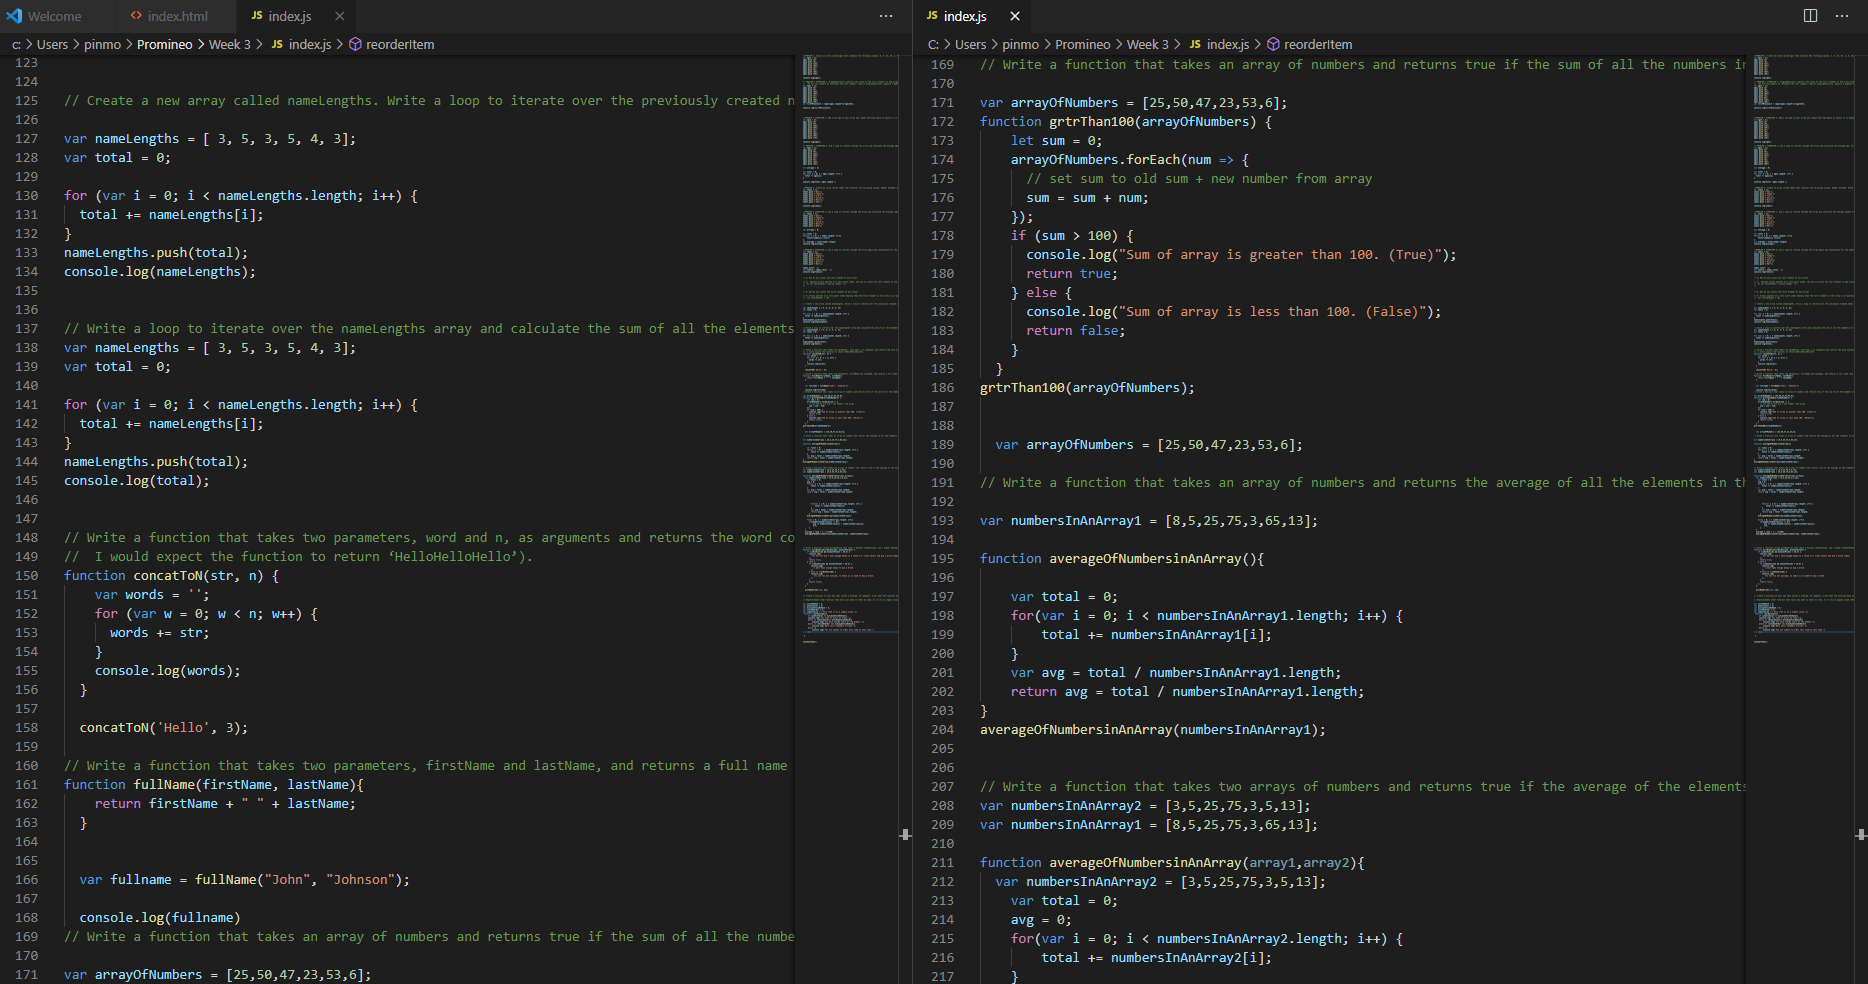 Welcome
index.html
JS index.js
c: > Users > pinmo > Promineo > Week 3 > JS index.js > reorderItem
123
124
125 // Create a new array called nameLengths. Write a loop to iterate over the previously created n
126
127 var nameLengths = [ 3, 5, 3, 5, 4, 3];
128 var total = 0;
129
130 for (var i = 0; i < nameLengths.length; i++) {
131 total += nameLengths[i];
132 }
133 nameLengths.push(total);
134 console.log(nameLengths);
135
136
137 // Write a loop to iterate over the nameLengths array and calculate the sum of all the elements
138 var nameLengths = [ 3, 5, 3, 5, 4, 3];
139 var total = 0;
140
141 for (var i = 0; i < nameLengths.length; i++) {
142 total += nameLengths[i];
143 }
144 nameLengths.push(total);
145 console.log(total);
146
147
148 // Write a function that takes two parameters, word and n, as arguments and returns the word co
149 //  I would expect the function to return ‘HelloHelloHello’).
150 function concatToN(str, n) {
151 var words = '';
152 for (var w = 0; w < n; w++) {
153 words += str;
154 }
155 console.log(words);
156 }
157
158 concatToN('Hello', 3);
159
160 // Write a function that takes two parameters, firstName and lastName, and returns a full name
161 function fullName(firstName, lastName){
162 return firstName + " " + lastName;
163 }
164
165
166 var fullname = fullName("John", "Johnson");
167
168 console.log(fullname)
169 // Write a function that takes an array of numbers and returns true if the sum of all the numbe
170
171 var arrayOfNumbers = [25,50,47,23,53,6];
JS index.js
C: > Users > pinmo > Promineo > Week 3 > JS index.js > reorderItem
169 // Write a function that takes an array of numbers and returns true if the sum of all the numbers in
170
171 var arrayOfNumbers = [25,50,47,23,53,6];
172 function grtrThan100(arrayOfNumbers) {
173 let sum = 0;
174 arrayOfNumbers.forEach(num => {
175 // set sum to old sum + new number from array
176 sum = sum + num;
177 });
178 if (sum > 100) {
179 console.log("Sum of array is greater than 100. (True)");
180 return true;
181 } else {
182 console.log("Sum of array is less than 100. (False)");
183 return false;
184 }
185 }
186 grtrThan100(arrayOfNumbers);
187
188
189 var arrayOfNumbers = [25,50,47,23,53,6];
190
191 // Write a function that takes an array of numbers and returns the average of all the elements in th
192
193 var numbersInAnArray1 = [8,5,25,75,3,65,13];
194
195 function averageOfNumbersinAnArray(){
196
197 var total = 0;
198 for(var i = 0; i < numbersInAnArray1.length; i++) {
199 total += numbersInAnArray1[i];
200 }
201 var avg = total / numbersInAnArray1.length;
202 return avg = total / numbersInAnArray1.length;
203 }
204 averageOfNumbersinAnArray(numbersInAnArray1);
205
206
207 // Write a function that takes two arrays of numbers and returns true if the average of the elements
208 var numbersInAnArray2 = [3,5,25,75,3,5,13];
209 var numbersInAnArray1 = [8,5,25,75,3,65,13];
210
211 function averageOfNumbersinAnArray(array1,array2){
212 var numbersInAnArray2 = [3,5,25,75,3,5,13];
213 var total = 0;
214 avg = 0;
215 for(var i = 0; i < numbersInAnArray2.length; i++) {
216 total += numbersInAnArray2[i];
217 }